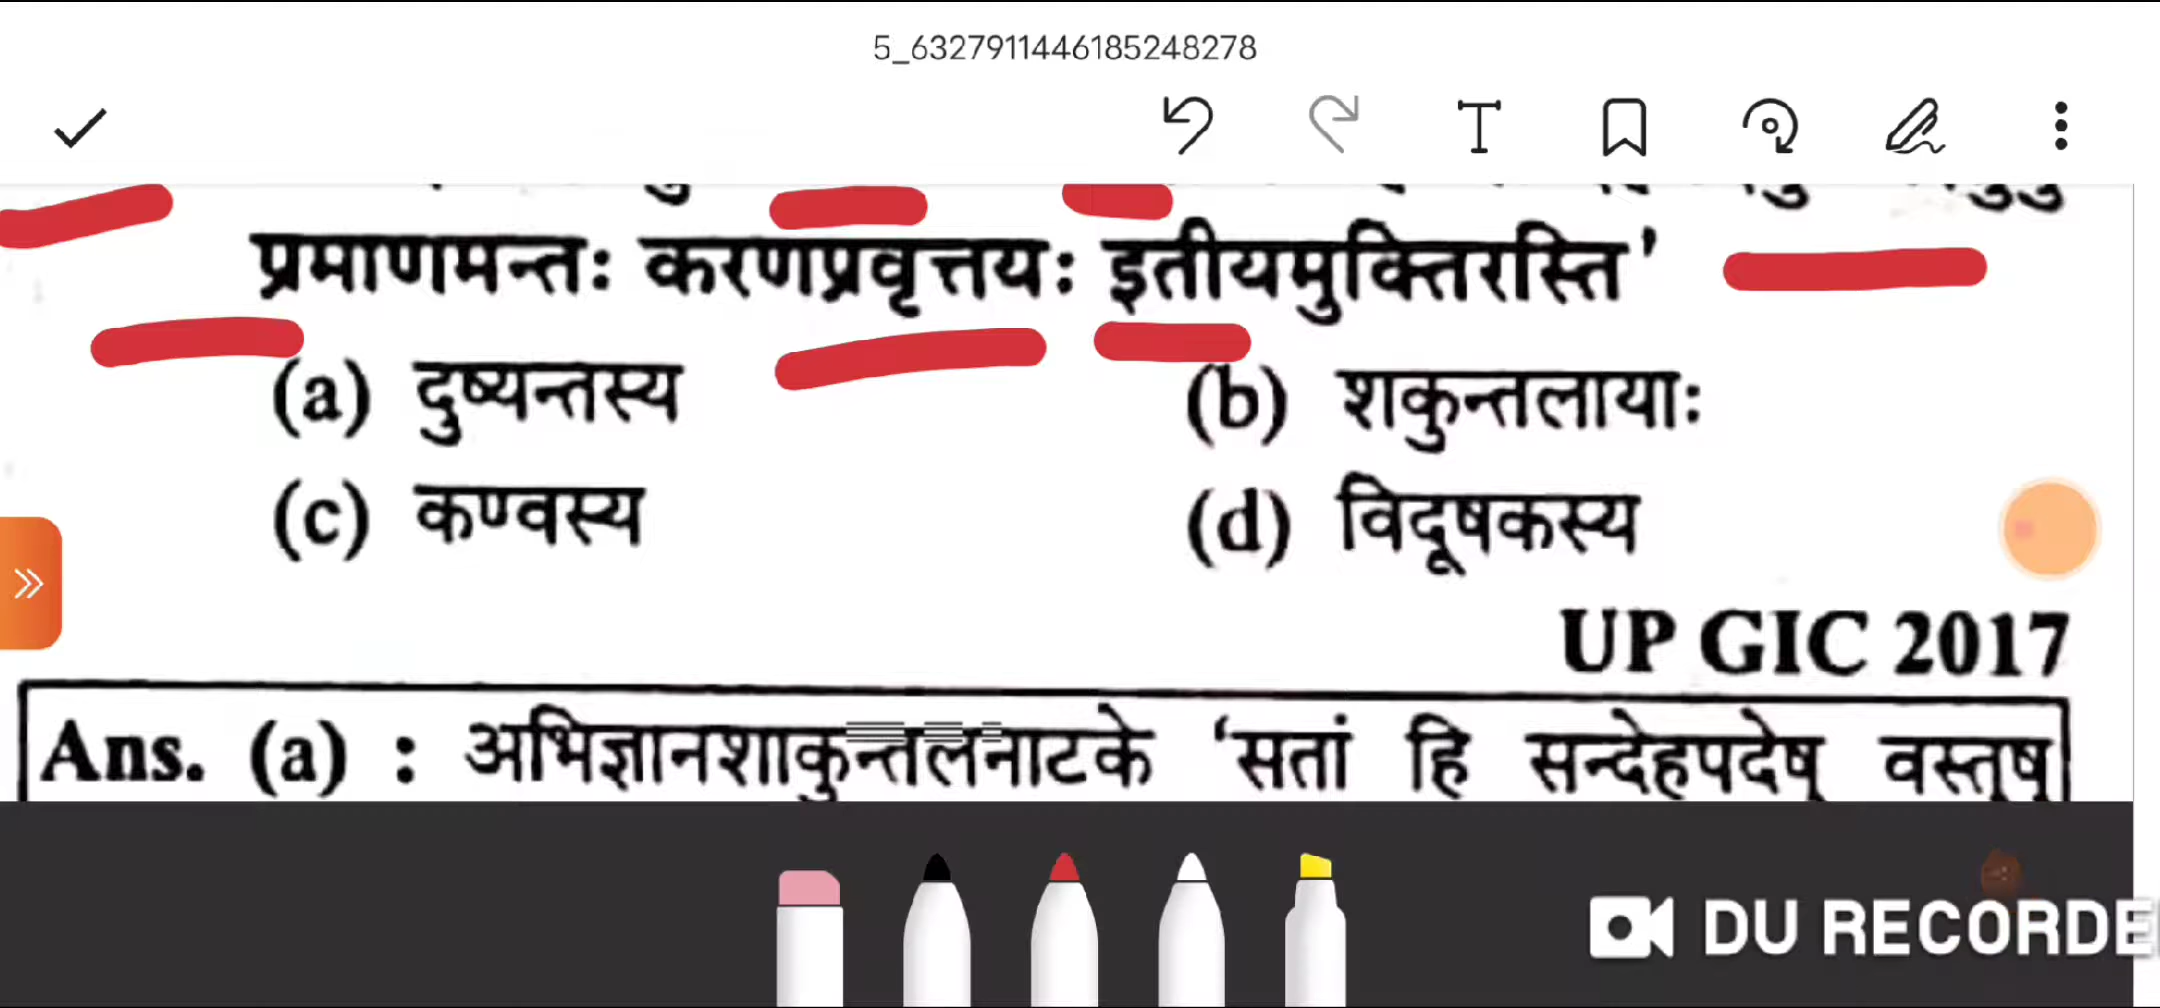 5_6327911446185248278
प्रमाणमन्तः करणप्रवृत्तयः इतीयमुक्तिरस्ति'
(a) दुष्यन्तस्य (b) शकुन्तलायाः
(c) कण्वस्य (d) विदूषकस्य
UP GIC 2017
Ans. (a) : अभिज्ञानशाकुन्तलनाटके 'सतां हि सन्देहपदेषु वस्तुषु
DU RECORDE